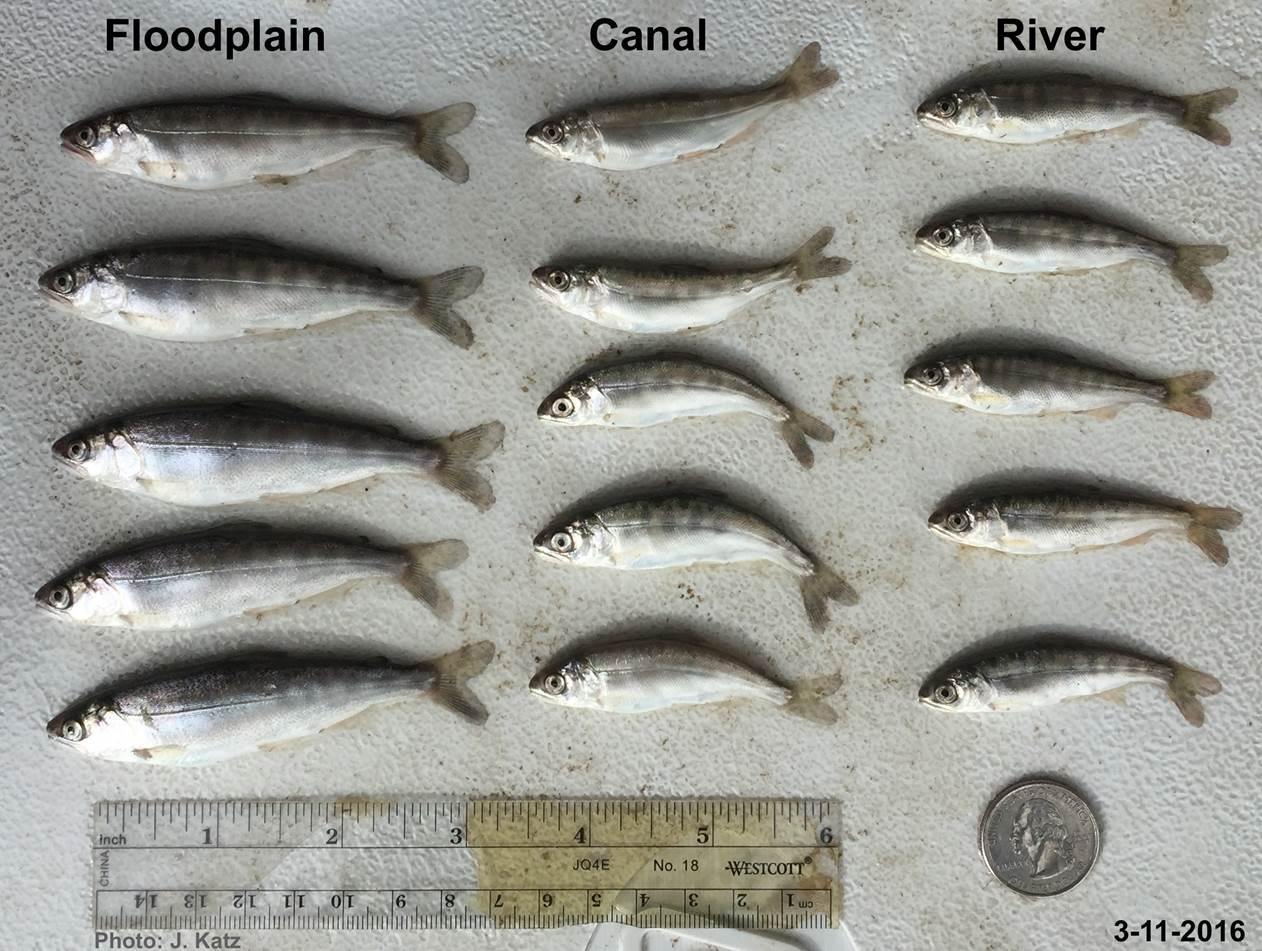 Floodplain Canal River
inch 1 2 3 4 5 6
CHINA
JQ4E No. 18 WESTCOTT®
14 13 12 11 10 9 8 7 6 5 4 3 2 1 cm
Photo: J. Katz
3-11-2016